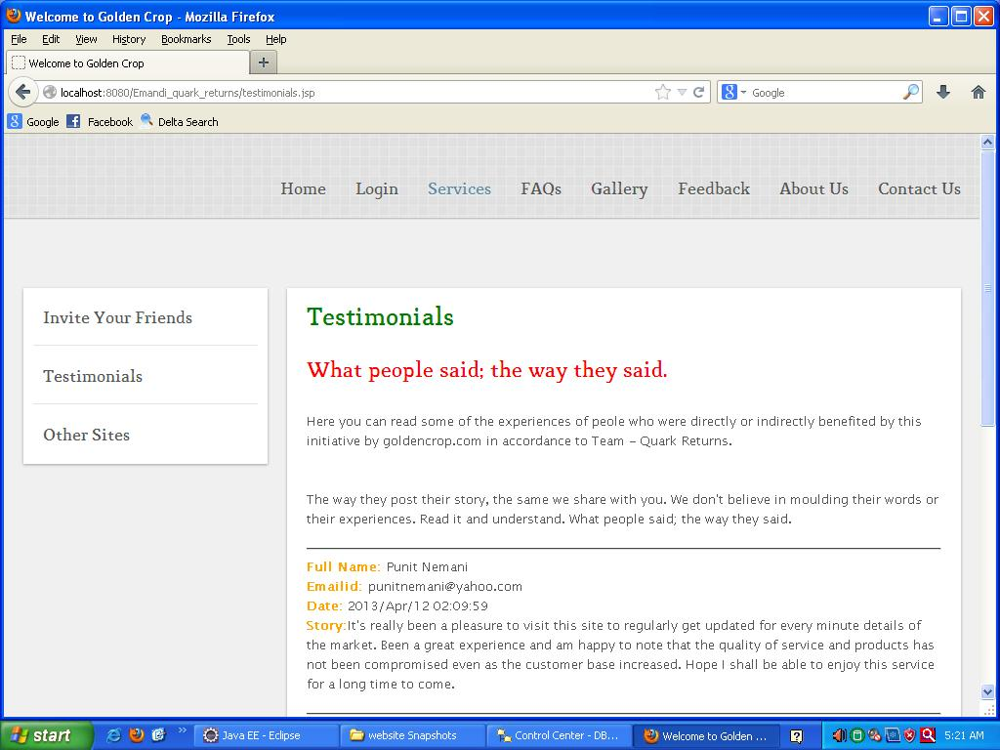 Welcome to Golden Crop - Mozilla Firefox
File Edit View History Bookmarks Tools Help
Welcome to Golden Crop
localhost:8080/Emandi_quark_returns/testimonials.jsp
Google
Google Facebook Delta Search
Home Login Services FAQs Gallery Feedback About Us Contact Us
Invite Your Friends
Testimonials
Other Sites
Testimonials
What people said; the way they said.
Here you can read some of the experiences of peole who were directly or indirectly benefited by this
initiative by goldencrop.com in accordance to Team – Quark Returns.
The way they post their story, the same we share with you. We don't believe in moulding their words or
their experiences. Read it and understand. What people said; the way they said.
Full Name: Punit Nemani
Emailid: punitnemani@yahoo.com
Date: 2013/Apr/12 02:09:59
Story:It's really been a pleasure to visit this site to regularly get updated for every minute details of
the market. Been a great experience and am happy to note that the quality of service and products has
not been compromised even as the customer base increased. Hope I shall be able to enjoy this service
for a long time to come.
start Java EE - Eclipse website Snapshots Control Center - DB... Welcome to Golden ... 5:21 AM